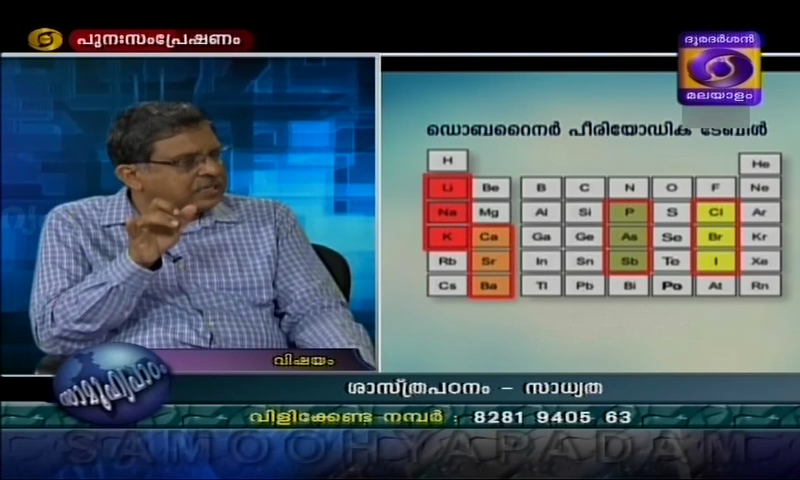 പുനഃസംപ്രേഷണം
ദൂരദർശൻ
മലയാളം
ഡൊബറൈനർ പീരിയോഡിക് ടേബിൾ
H He
Li Be B C N O F Ne
Na Mg Al Si P S Cl Ar
K Ca Ga Ge As Se Br Kr
Rb Sr In Sn Sb Te I Xe
Cs Ba Tl Pb Bi Po At Rn
വിഷയം
സാമൂഹ്യപാഠം
ശാസ്ത്രപഠനം – സാധ്യത
വിളിക്കേണ്ട നമ്പർ : 8281 9405 63
SAMOOHYAPADAM